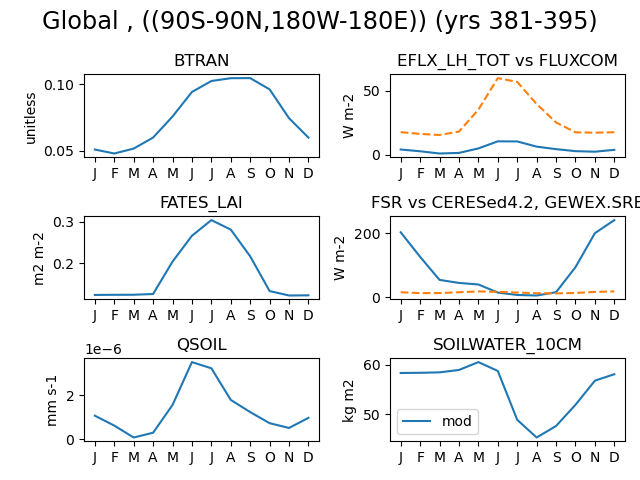 Global , ((90S-90N,180W-180E)) (yrs 381-395)
BTRAN
unitless
0.10
0.05
J F M A M J J A S O N D
EFLX_LH_TOT vs FLUXCOM
W m-2
50
0
J F M A M J J A S O N D
FATES_LAI
m2 m-2
0.3
0.2
J F M A M J J A S O N D
FSR vs CERESed4.2, GEWEX.SRB
W m-2
200
0
J F M A M J J A S O N D
QSOIL
1e−6
mm s-1
2
0
J F M A M J J A S O N D
SOILWATER_10CM
kg m2
60
50
mod
J F M A M J J A S O N D